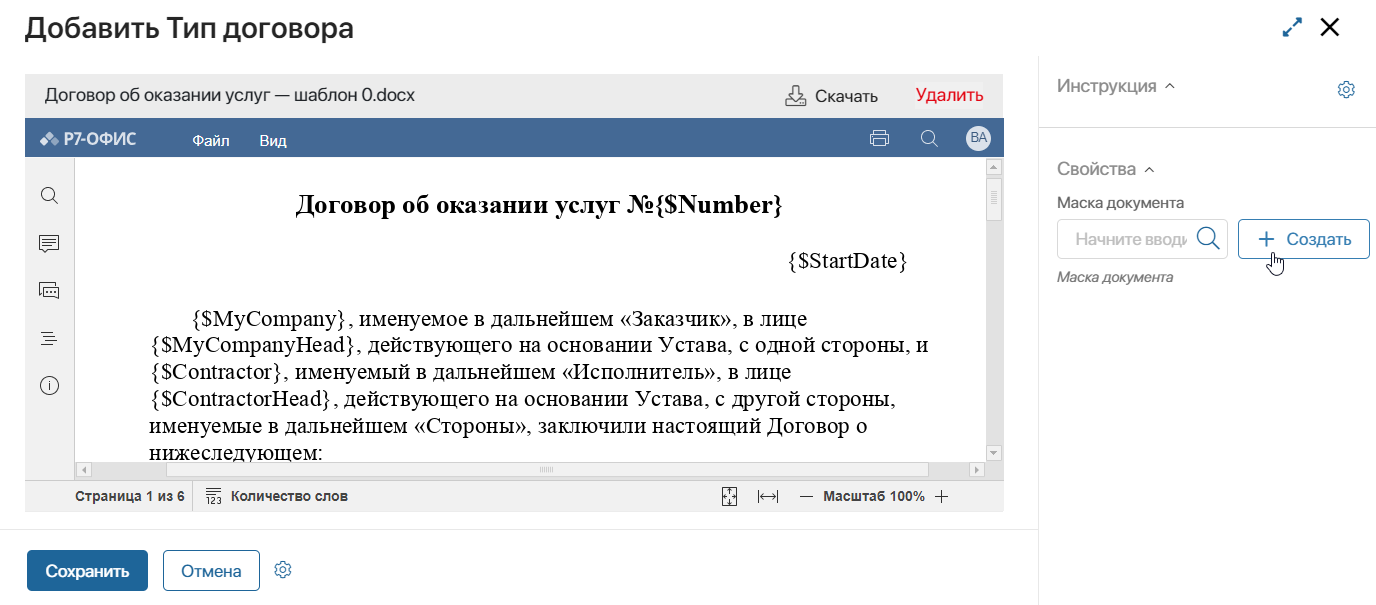 Добавить Тип договора
Договор об оказании услуг — шаблон 0.docx
Скачать
Удалить
Р7-ОФИС
Файл
Вид
ВА
Договор об оказании услуг №{$Number}
{$StartDate}
{$MyCompany}, именуемое в дальнейшем «Заказчик», в лице
{$MyCompanyHead}, действующего на основании Устава, с одной стороны, и
{$Contractor}, именуемый в дальнейшем «Исполнитель», в лице
{$ContractorHead}, действующего на основании Устава, с другой стороны,
именуемые в дальнейшем «Стороны», заключили настоящий Договор о
нижеследующем:
Страница 1 из 6
123
Количество слов
Масштаб 100%
Сохранить
Отмена
Инструкция
Свойства
Маска документа
Начните вводи
Создать
Маска документа